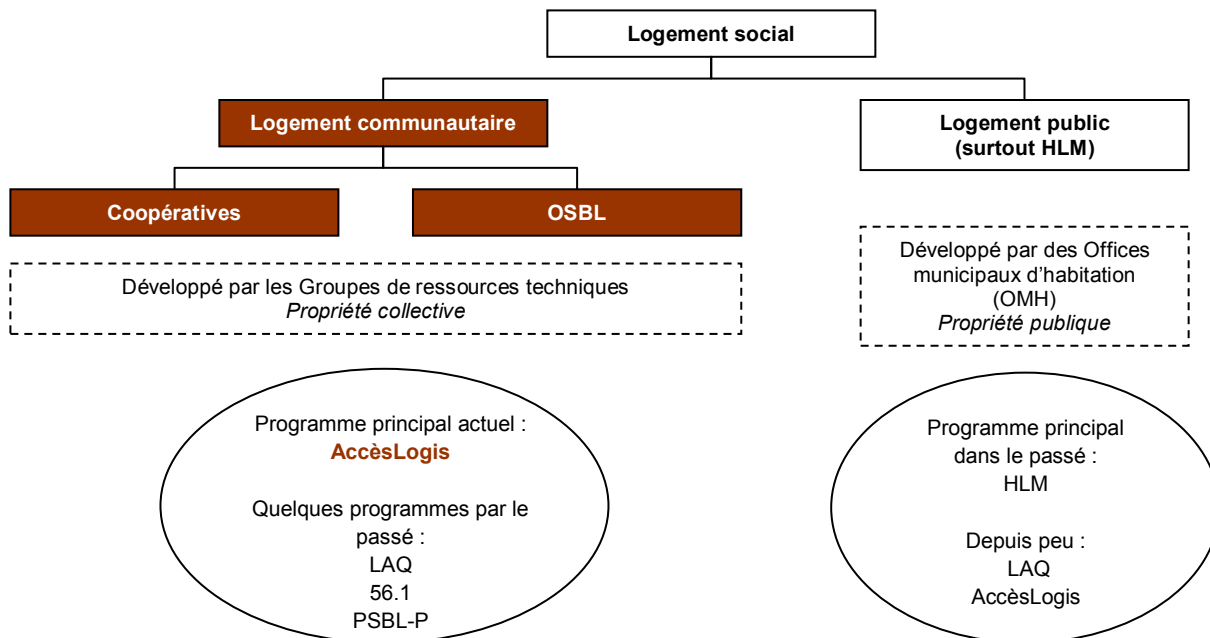 Logement social
Logement communautaire
Logement public
(surtout HLM)
Coopératives
OSBL
Développé par les Groupes de ressources techniques
Propriété collective
Développé par des Offices
municipaux d’habitation
(OMH)
Propriété publique
Programme principal actuel :
AccèsLogis
Quelques programmes par le
passé :
LAQ
56.1
PSBL-P
Programme principal
dans le passé :
HLM
Depuis peu :
LAQ
AccèsLogis